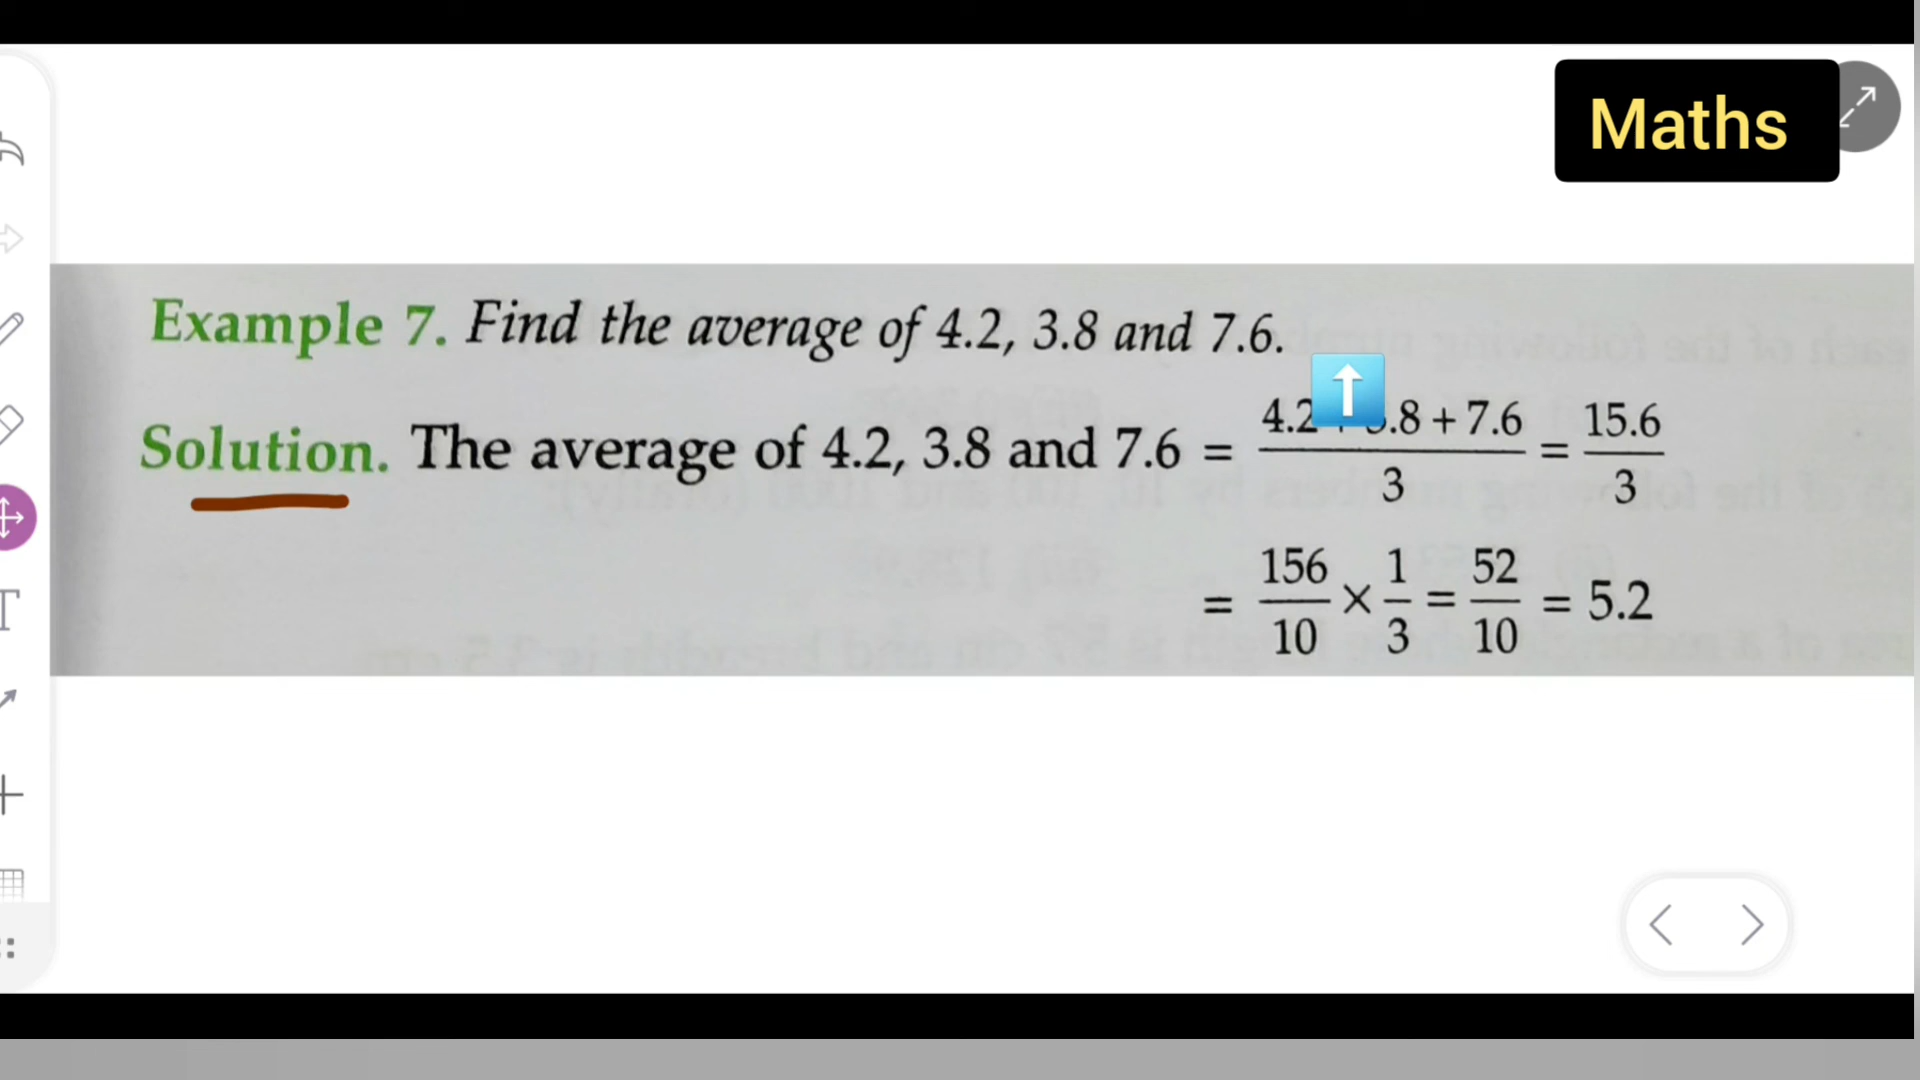 Maths
Example 7. Find the average of 4.2, 3.8 and 7.6.
Solution. The average of 4.2, 3.8 and 7.6 = 4.2 .8 + 7.6 / 3 = 15.6 / 3
= 156/10 × 1/3 = 52/10 = 5.2